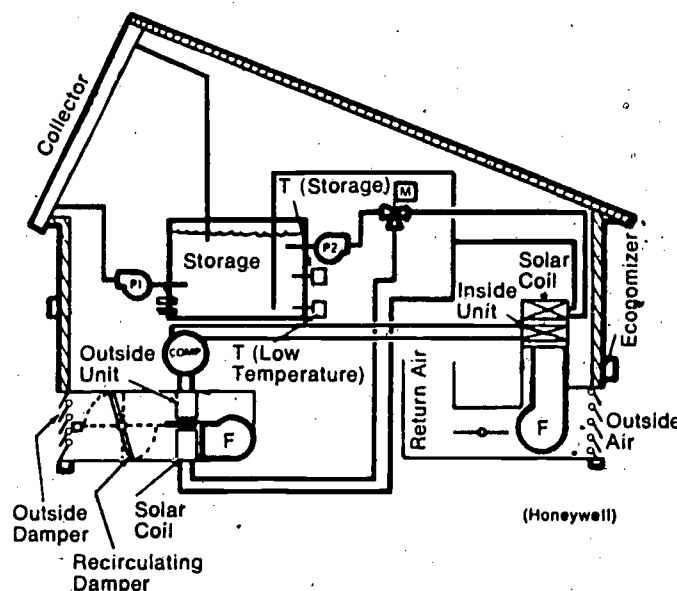 Collector
T (Storage)
M
P2
Storage
P1
Solar
Coil
Inside
Unit
Ecogomizer
COMP
Outside
Unit
T (Low
Temperature)
Return Air
F
F
Outside
Air
Outside
Damper
Solar
Coil
Recirculating
Damper
(Honeywell)